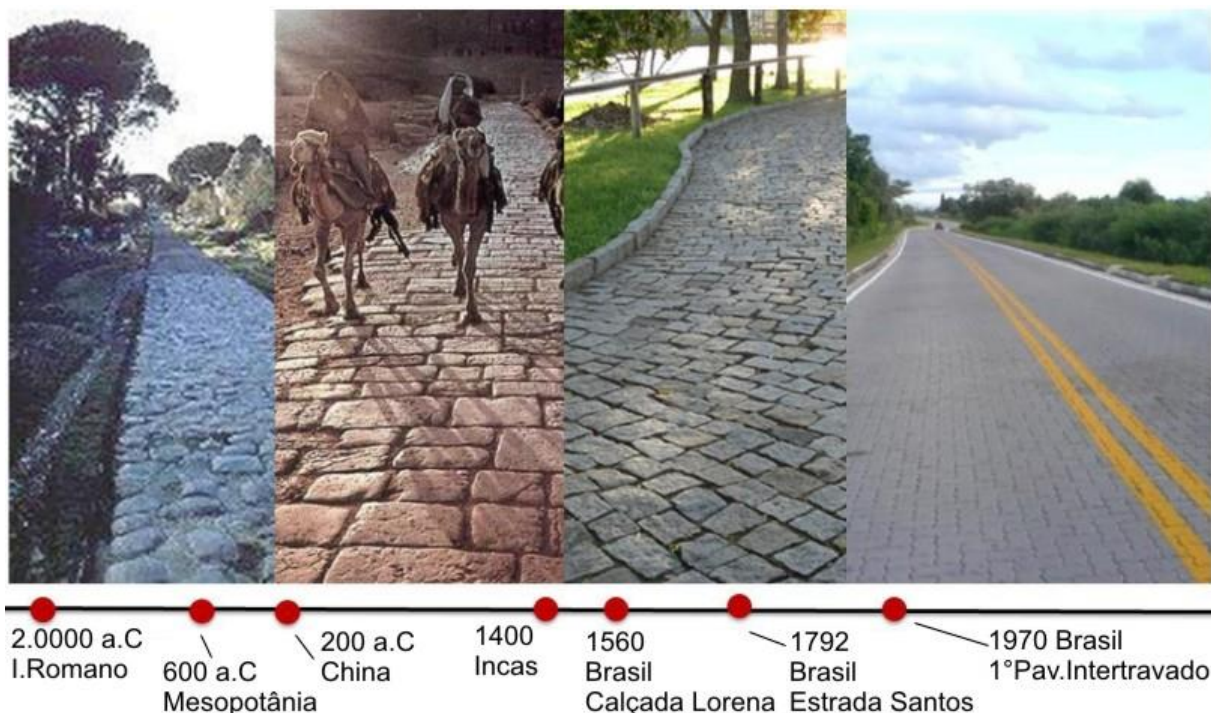 2.0000 a.C
I.Romano
600 a.C
Mesopotânia
200 a.C
China
1400
Incas
1560
Brasil
Calçada Lorena
1792
Brasil
Estrada Santos
1970 Brasil
1°Pav.Intertravado